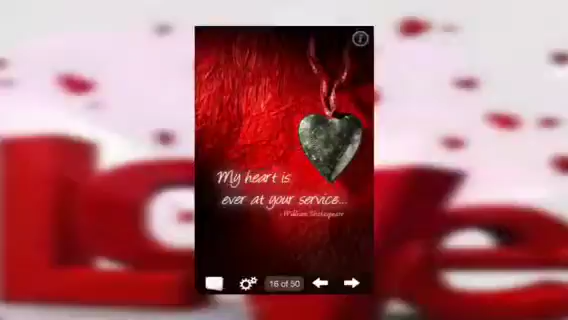 My heart is
ever at your service...
- William Shakespeare
16 of 50
Love